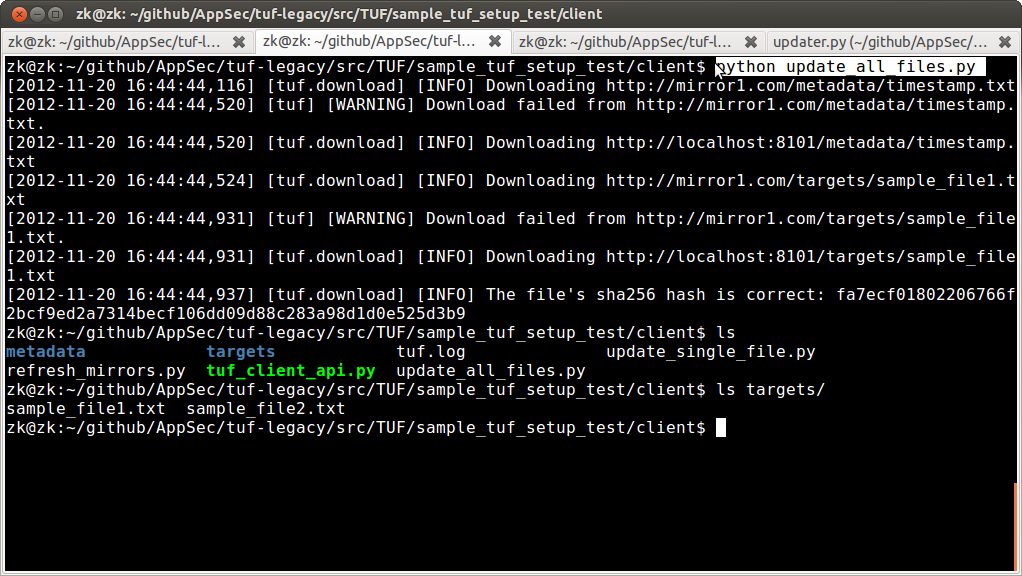 zk@zk: ~/github/AppSec/tuf-legacy/src/TUF/sample_tuf_setup_test/client
zk@zk: ~/github/AppSec/tuf-l... zk@zk: ~/github/AppSec/tuf-l... zk@zk: ~/github/AppSec/tuf-l... updater.py (~/github/AppSec/...
zk@zk:~/github/AppSec/tuf-legacy/src/TUF/sample_tuf_setup_test/client$ python update_all_files.py
[2012-11-20 16:44:44,116] [tuf.download] [INFO] Downloading http://mirror1.com/metadata/timestamp.txt
[2012-11-20 16:44:44,520] [tuf] [WARNING] Download failed from http://mirror1.com/metadata/timestamp.
txt.
[2012-11-20 16:44:44,520] [tuf.download] [INFO] Downloading http://localhost:8101/metadata/timestamp.
txt
[2012-11-20 16:44:44,524] [tuf.download] [INFO] Downloading http://mirror1.com/targets/sample_file1.t
xt
[2012-11-20 16:44:44,931] [tuf] [WARNING] Download failed from http://mirror1.com/targets/sample_file
1.txt.
[2012-11-20 16:44:44,931] [tuf.download] [INFO] Downloading http://localhost:8101/targets/sample_file
1.txt
[2012-11-20 16:44:44,937] [tuf.download] [INFO] The file's sha256 hash is correct: fa7ecf01802206766f
2bcf9ed2a7314becf106dd09d88c283a98d1d0e525d3b9
zk@zk:~/github/AppSec/tuf-legacy/src/TUF/sample_tuf_setup_test/client$ ls
metadata targets tuf.log update_single_file.py
refresh_mirrors.py tuf_client_api.py update_all_files.py
zk@zk:~/github/AppSec/tuf-legacy/src/TUF/sample_tuf_setup_test/client$ ls targets/
sample_file1.txt sample_file2.txt
zk@zk:~/github/AppSec/tuf-legacy/src/TUF/sample_tuf_setup_test/client$